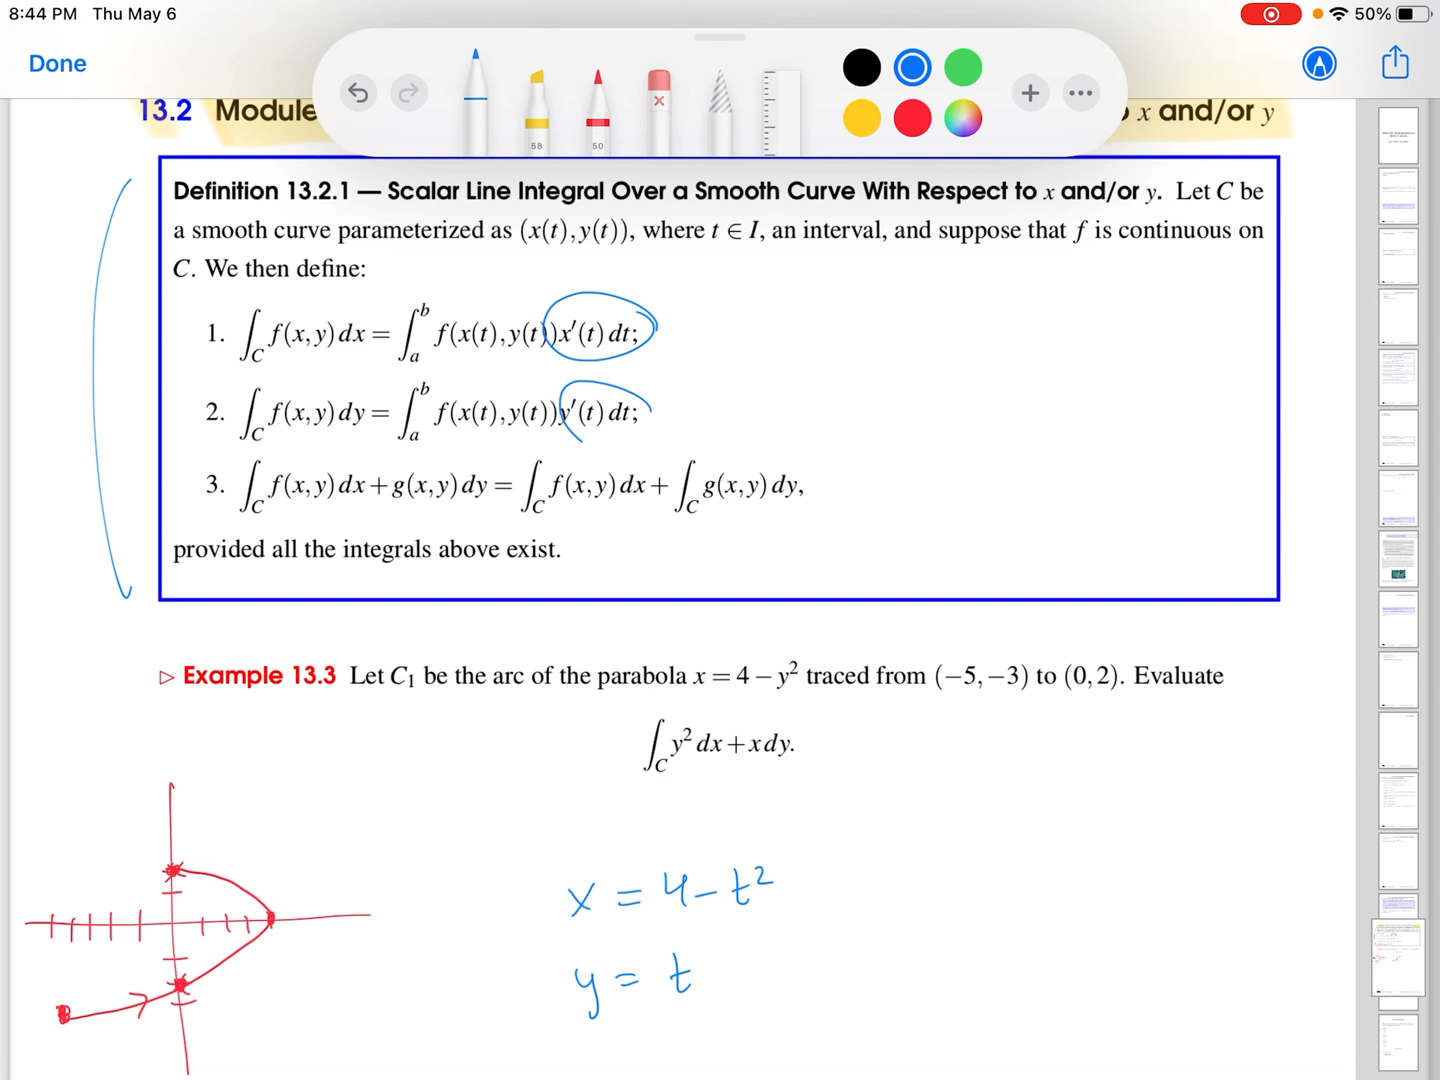 8:44 PM Thu May 6
50%
Done
58
50
13.2 Module
x and/or y
Definition 13.2.1 — Scalar Line Integral Over a Smooth Curve With Respect to x and/or y. Let C be
a smooth curve parameterized as (x(t),y(t)), where t ∈ I, an interval, and suppose that f is continuous on
C. We then define:
1. ∫_C f(x,y) dx = ∫_a^b f(x(t),y(t))x′(t) dt;
2. ∫_C f(x,y) dy = ∫_a^b f(x(t),y(t))y′(t) dt;
3. ∫_C f(x,y) dx + g(x,y) dy = ∫_C f(x,y) dx + ∫_C g(x,y) dy,
provided all the integrals above exist.
▷ Example 13.3 Let C₁ be the arc of the parabola x = 4 − y² traced from (−5,−3) to (0,2). Evaluate
∫_C y² dx + x dy.
x = 4 − t²
y = t